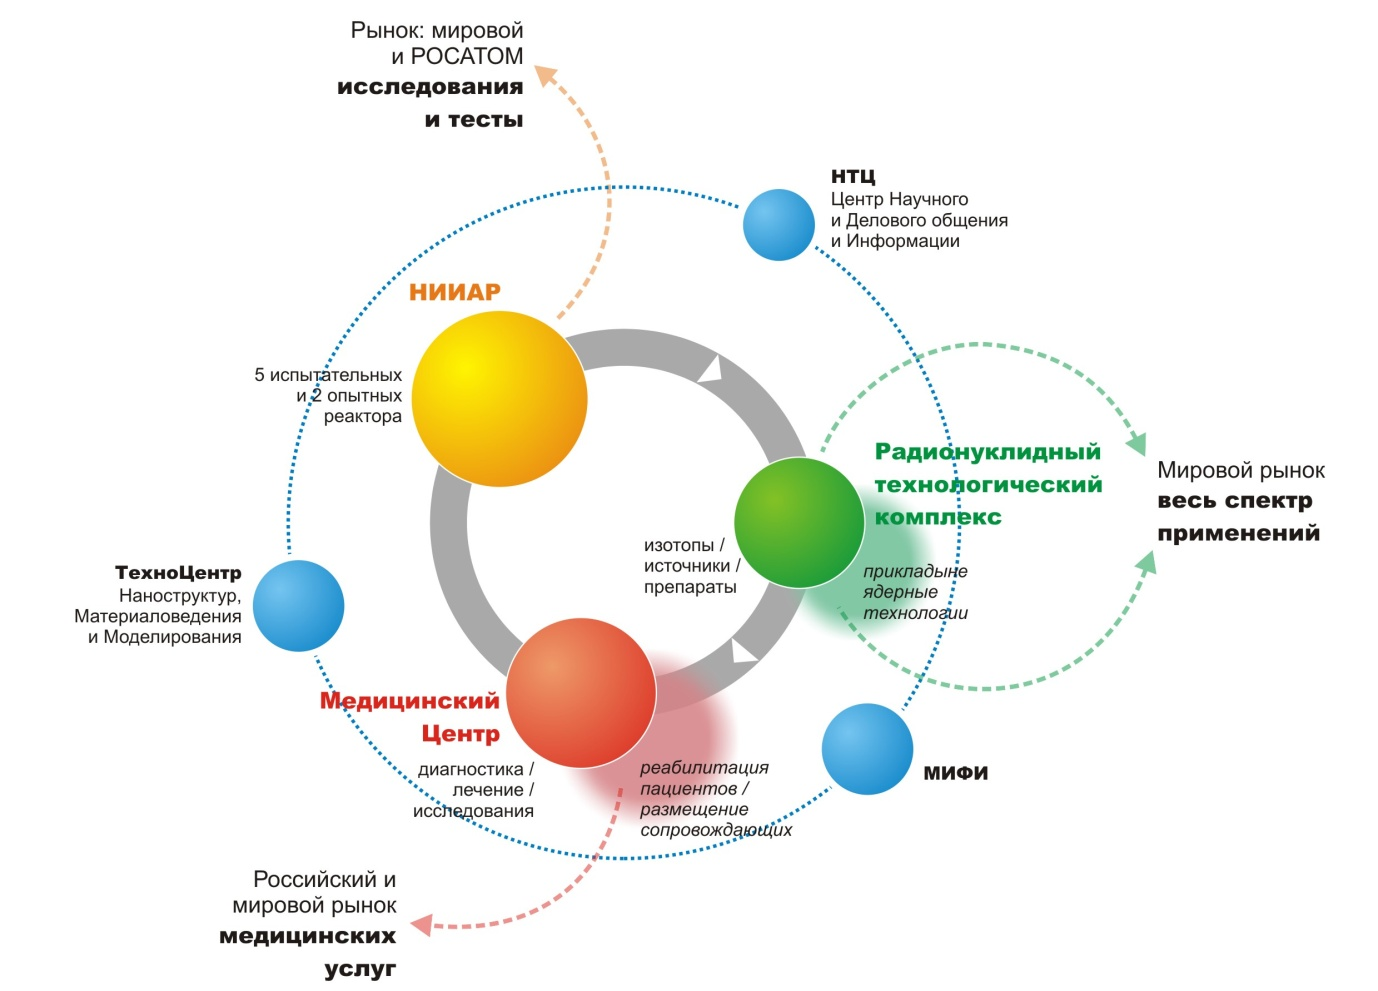 Рынок: мировой
и РОСАТОМ
исследования
и тесты
НТЦ
Центр Научного
и Делового общения
и Информации
НИИАР
5 испытательных
и 2 опытных
реактора
Радионуклидный
технологический
комплекс
Мировой рынок
весь спектр
применений
изотопы /
источники /
препараты
прикладыне
ядерные
технологии
ТехноЦентр
Наноструктур,
Материаловедения
и Моделирования
Медицинский
Центр
диагностика /
лечение /
исследования
реабилитация
пациентов /
размещение
сопровождающих
МИФИ
Российский и
мировой рынок
медицинских
услуг